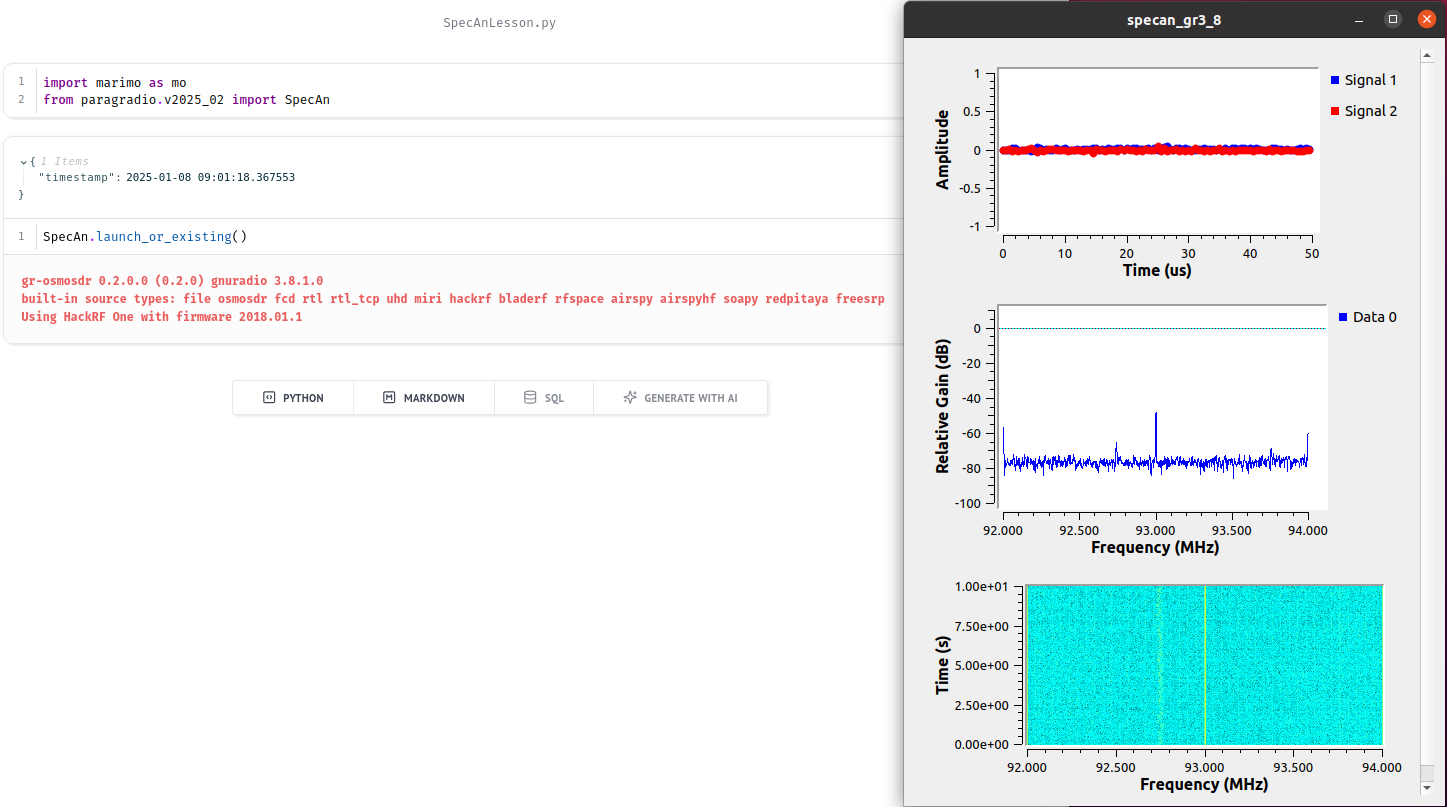 SpecAnLesson.py
1 import marimo as mo
2 from paragradio.v2025_02 import SpecAn
{ 1 Items
"timestamp": 2025-01-08 09:01:18.367553
}
1 SpecAn.launch_or_existing()
gr-osmosdr 0.2.0.0 (0.2.0) gnuradio 3.8.1.0
built-in source types: file osmosdr fcd rtl rtl_tcp uhd miri hackrf bladerf rfspace airspy airspyhf soapy redpitaya freesrp
Using HackRF One with firmware 2018.01.1
PYTHON MARKDOWN SQL GENERATE WITH AI
specan_gr3_8
Amplitude
1
0.5
0
-0.5
-1
0 10 20 30 40 50
Time (us)
Signal 1
Signal 2
Relative Gain (dB)
0
-20
-40
-60
-80
-100
92.000 92.500 93.000 93.500 94.000
Frequency (MHz)
Data 0
Time (s)
1.00e+01
7.50e+00
5.00e+00
2.50e+00
0.00e+00
92.000 92.500 93.000 93.500 94.000
Frequency (MHz)